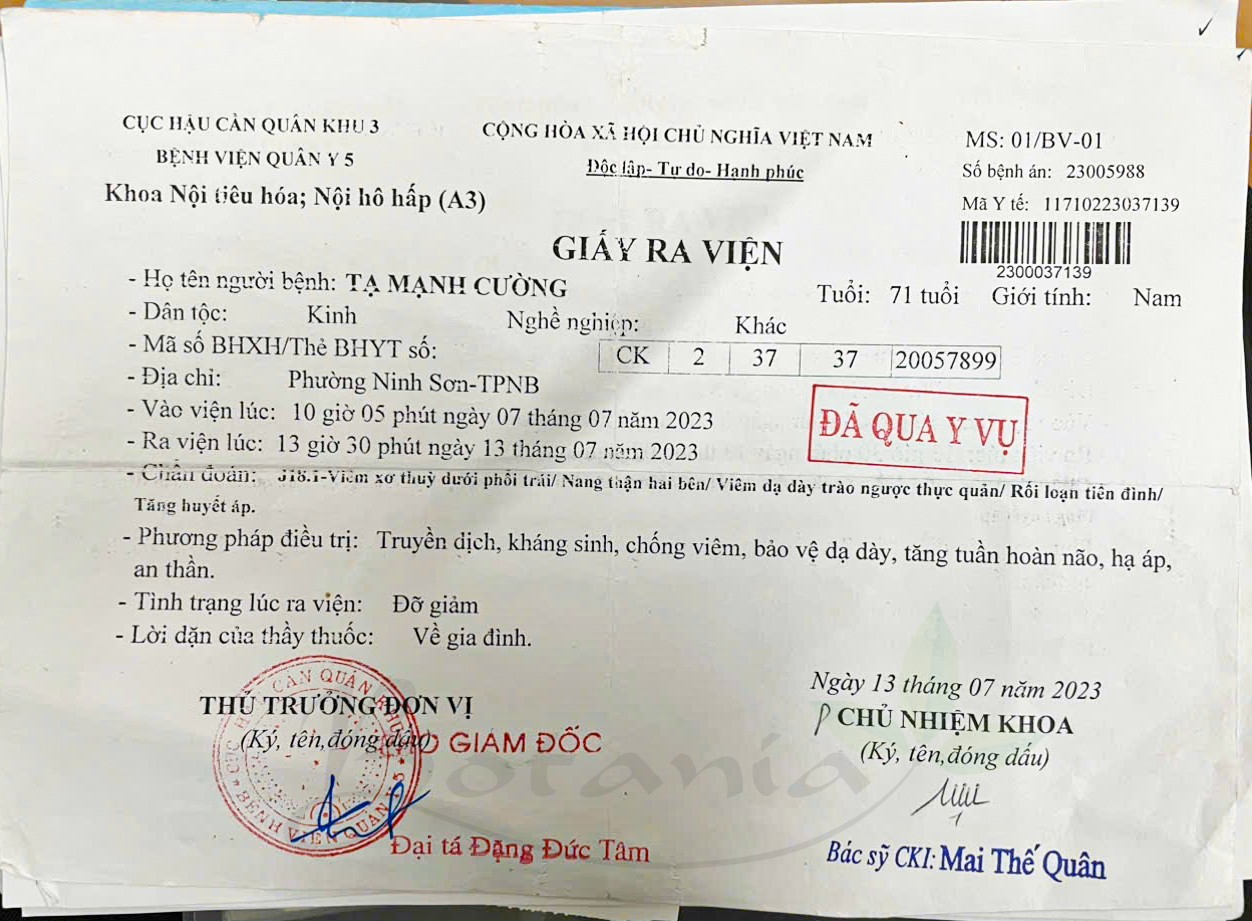 CỤC HẬU CẦN QUÂN KHU 3
BỆNH VIỆN QUÂN Y 5
Khoa Nội tiêu hóa; Nội hô hấp (A3)
CỘNG HÒA XÃ HỘI CHỦ NGHĨA VIỆT NAM
Độc lập- Tự do- Hạnh phúc
MS: 01/BV-01
Số bệnh án: 23005988
Mã Y tế: 11710223037139
2300037139
GIẤY RA VIỆN
- Họ tên người bệnh: TẠ MẠNH CƯỜNG Tuổi: 71 tuổi Giới tính: Nam
- Dân tộc: Kinh Nghề nghiệp: Khác
- Mã số BHXH/Thẻ BHYT số: CK 2 37 37 20057899
- Địa chỉ: Phường Ninh Sơn-TPNB
- Vào viện lúc: 10 giờ 05 phút ngày 07 tháng 07 năm 2023
- Ra viện lúc: 13 giờ 30 phút ngày 13 tháng 07 năm 2023
ĐÃ QUA Y VỤ
- Chẩn đoán: J18.1-Viêm xơ thuỳ dưới phổi trái/ Nang thận hai bên/ Viêm dạ dày trào ngược thực quản/ Rối loạn tiền đình/
Tăng huyết áp.
- Phương pháp điều trị: Truyền dịch, kháng sinh, chống viêm, bảo vệ dạ dày, tăng tuần hoàn não, hạ áp,
an thần.
- Tình trạng lúc ra viện: Đỡ giảm
- Lời dặn của thầy thuốc: Về gia đình.
THỦ TRƯỞNG ĐƠN VỊ
(Ký, tên,đóng dấu)
GIÁM ĐỐC
BỆNH VIỆN QUÂN Y 5
Đại tá Đặng Đức Tâm
Ngày 13 tháng 07 năm 2023
CHỦ NHIỆM KHOA
(Ký, tên,đóng dấu)
Bác sỹ CKI: Mai Thế Quân
Botania